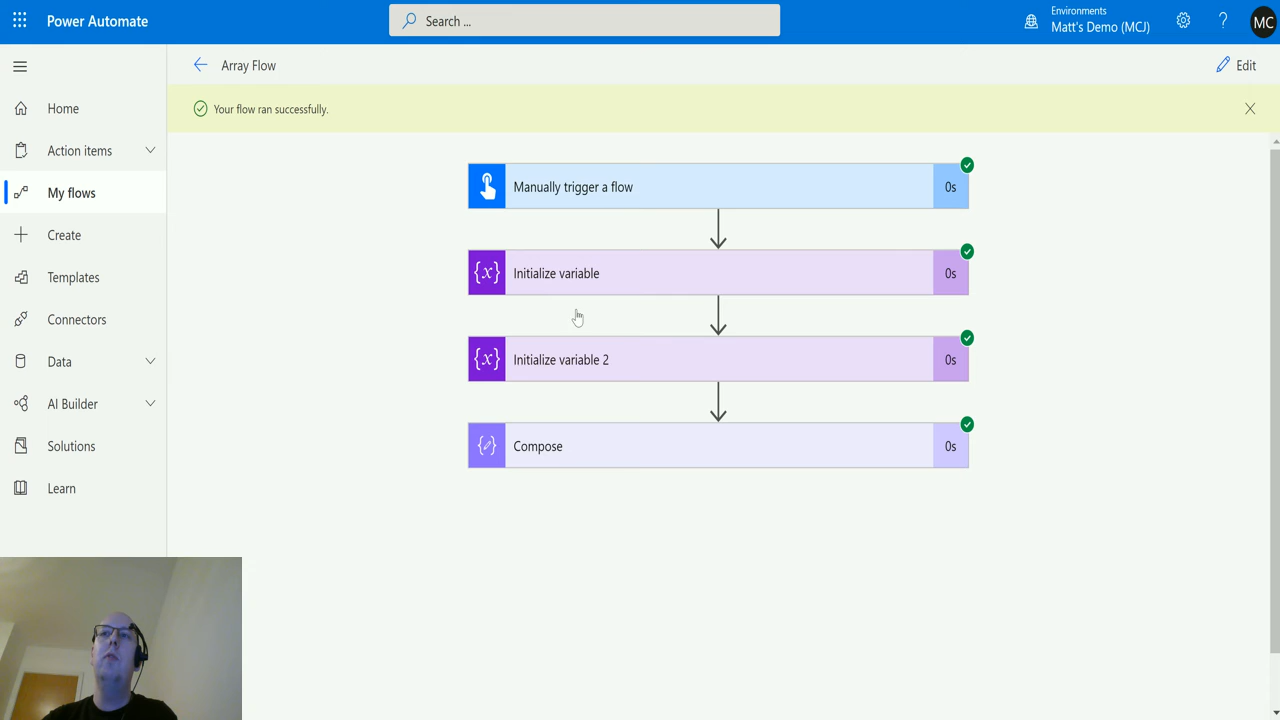 Power Automate
Search ...
Environments
Matt's Demo (MCJ)
?
MC
Array Flow
Edit
Your flow ran successfully.
Home
Action items
My flows
Create
Templates
Connectors
Data
AI Builder
Solutions
Learn
Manually trigger a flow
0s
{x}
Initialize variable
0s
{x}
Initialize variable 2
0s
Compose
0s